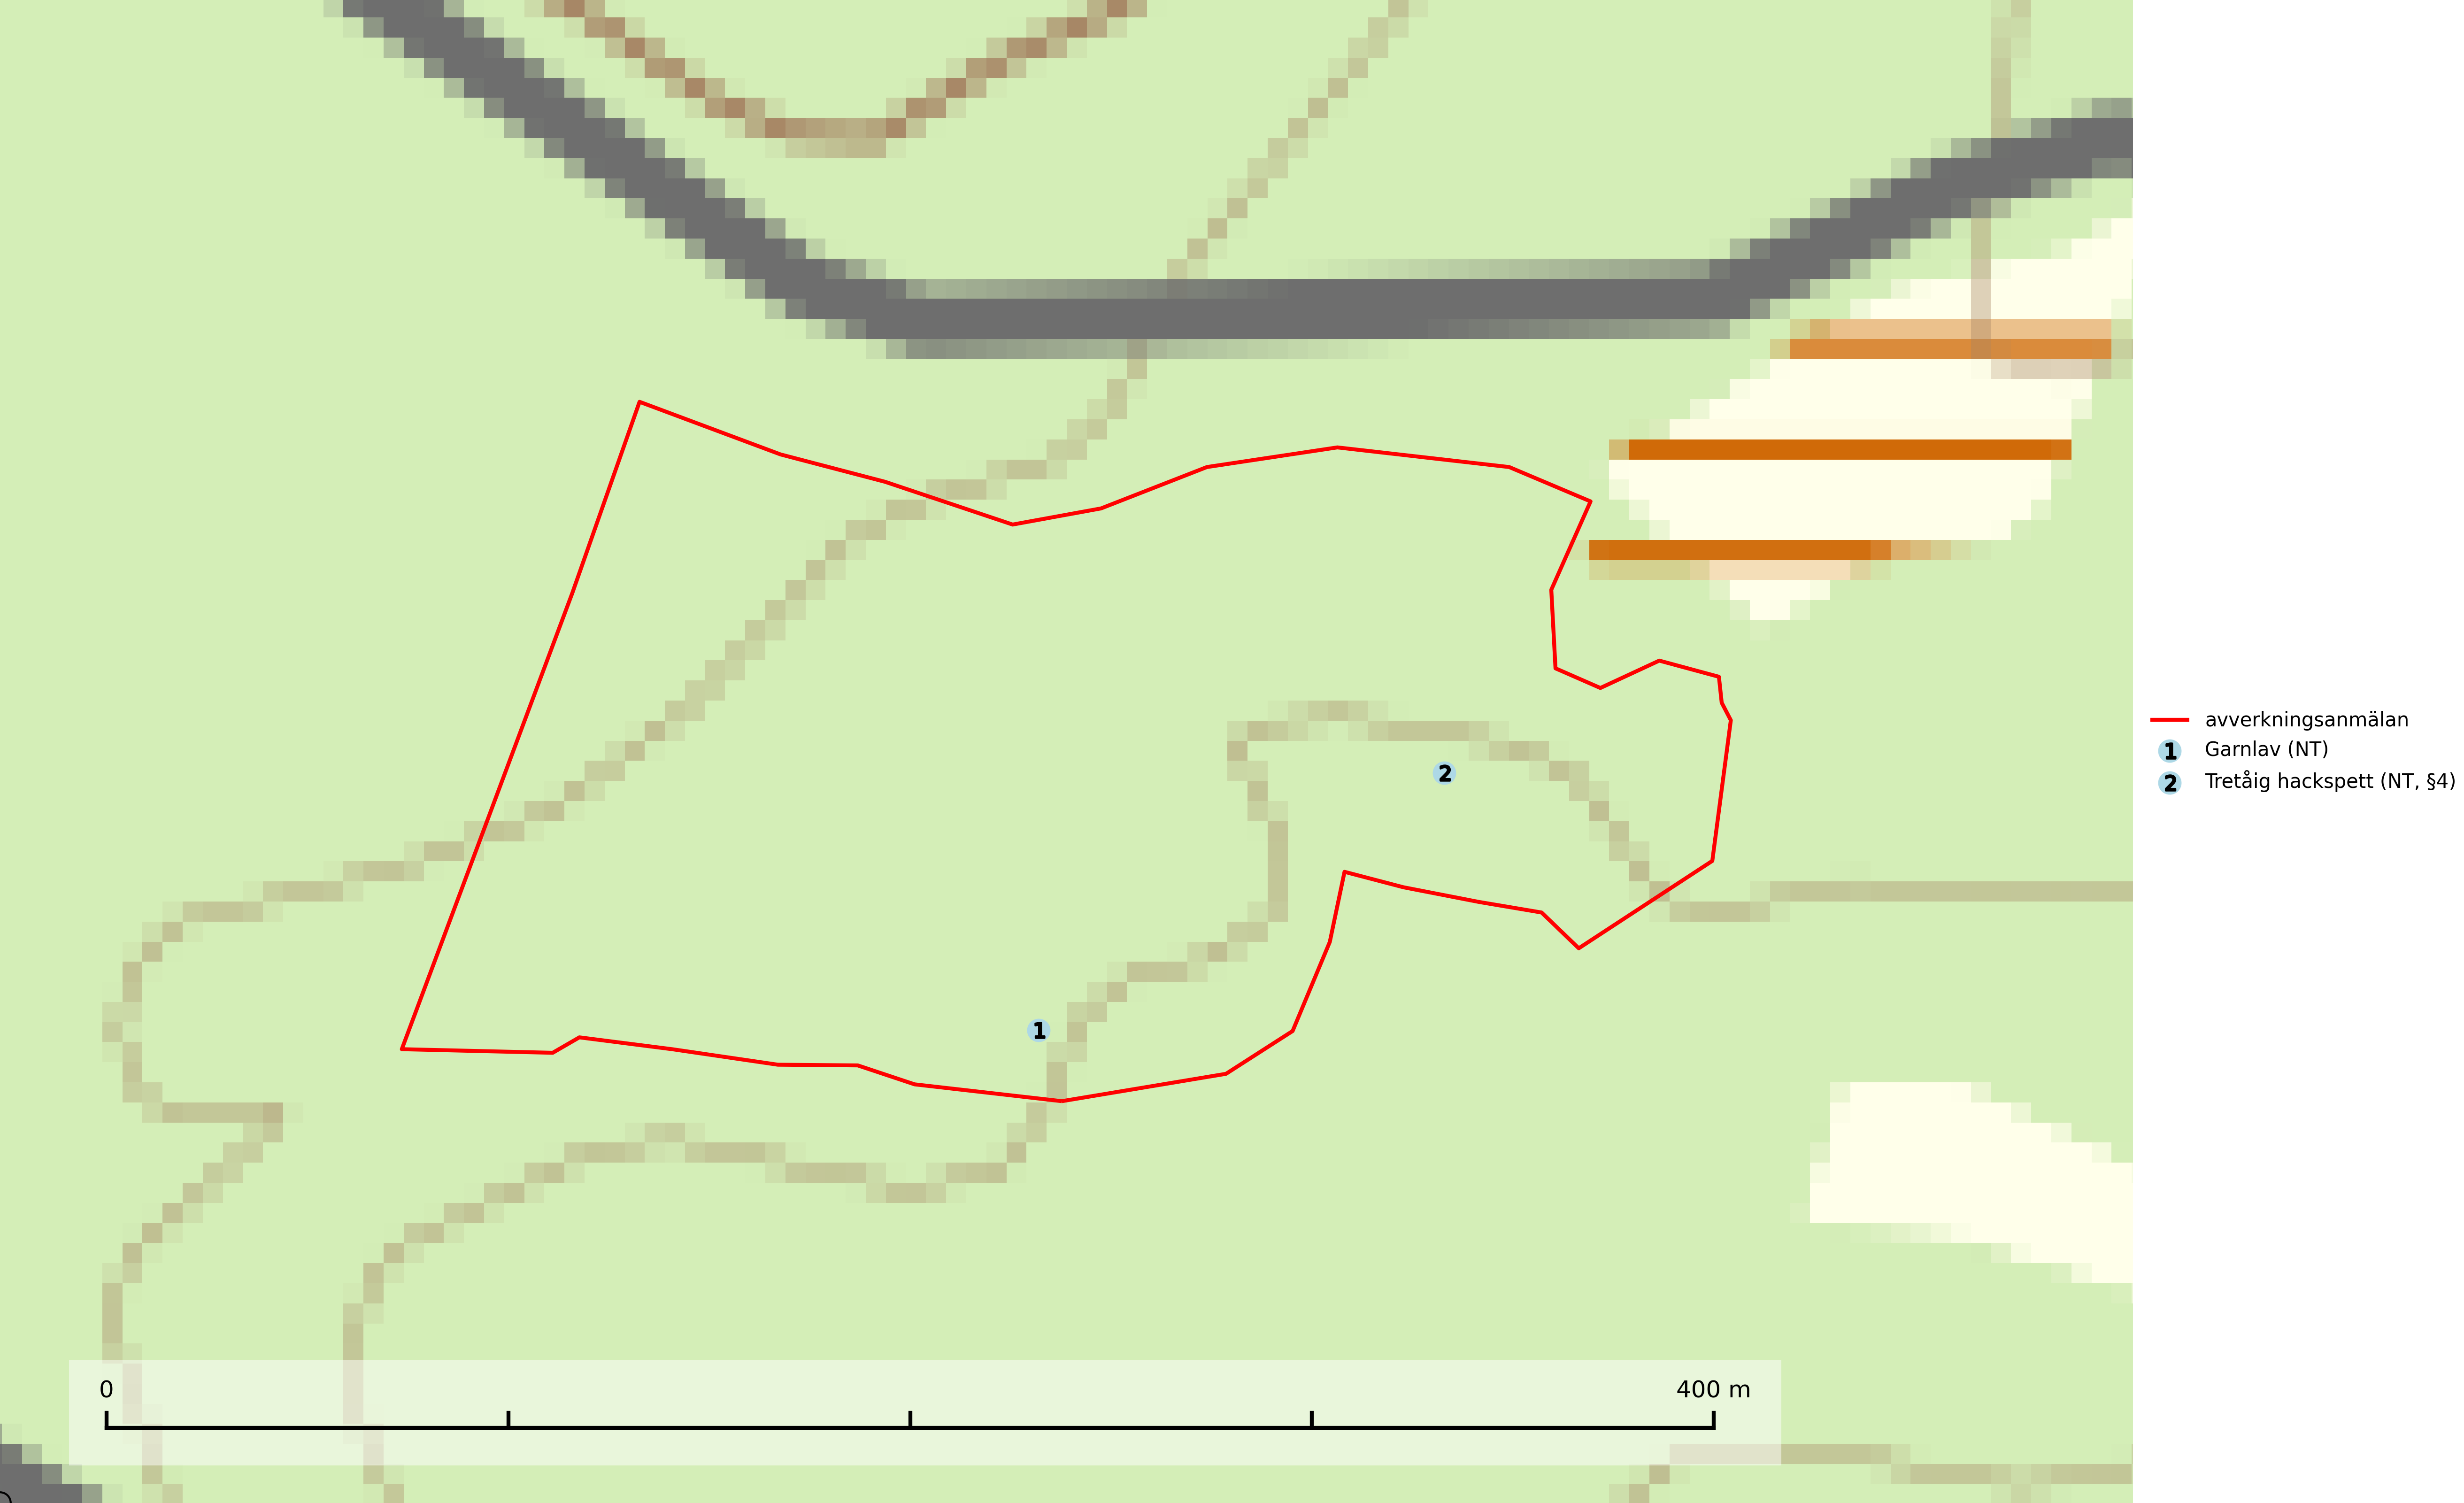 avverkningsanmälan
1 Garnlav (NT)
2 Tretåig hackspett (NT, §4)
2
1
0 400 m